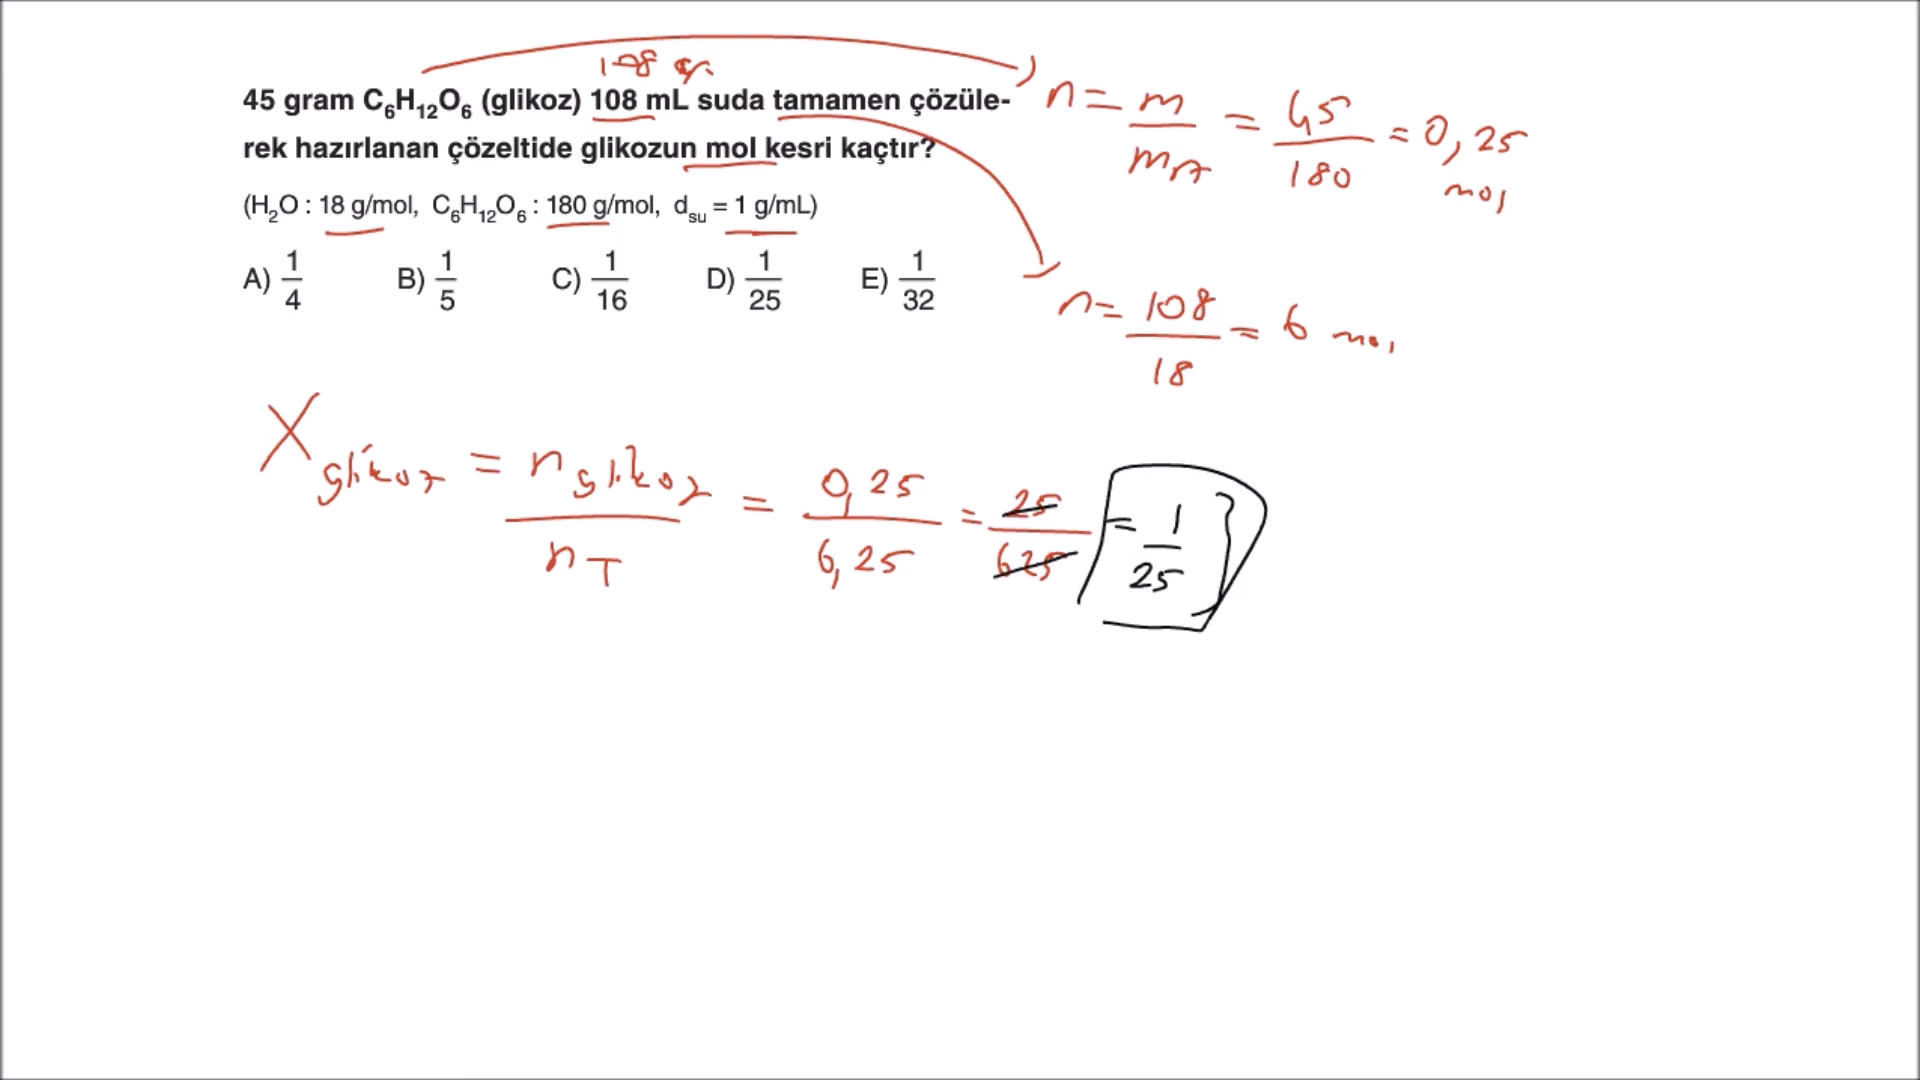 108 gr.
45 gram C₆H₁₂O₆ (glikoz) 108 mL suda tamamen çözüle-
rek hazırlanan çözeltide glikozun mol kesri kaçtır?
(H₂O : 18 g/mol, C₆H₁₂O₆ : 180 g/mol, d_su = 1 g/mL)
A) 1/4 B) 1/5 C) 1/16 D) 1/25 E) 1/32
n = m/mA = 45/180 = 0,25 mol
n = 108/18 = 6 mol
X glikoz = n glikoz / nT = 0,25/6,25 = 25/625 = 1/25